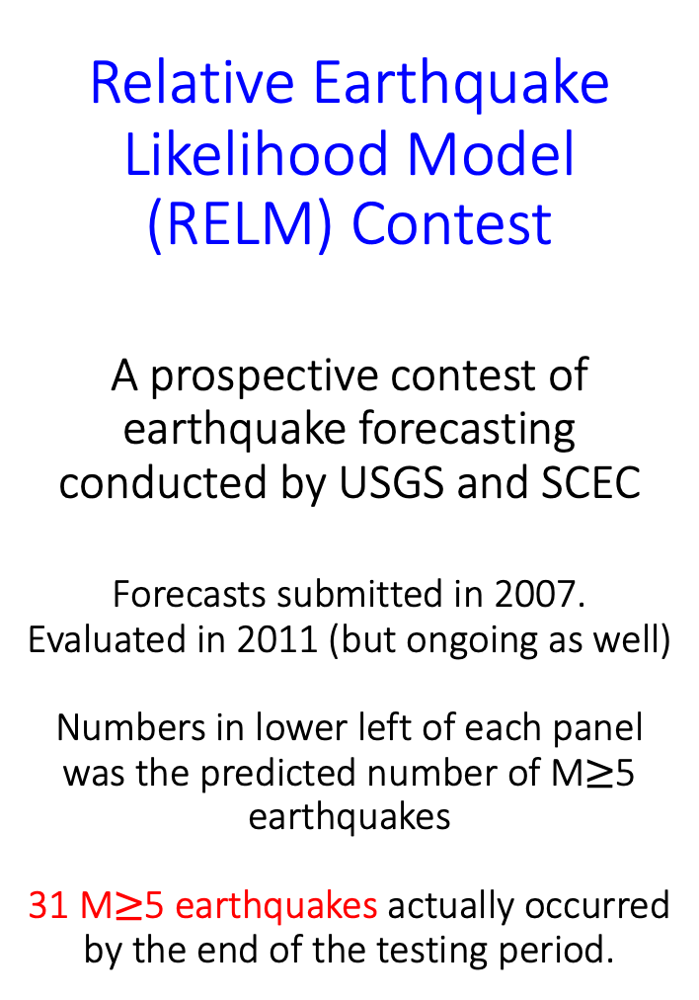 Relative Earthquake
Likelihood Model
(RELM) Contest
A prospective contest of
earthquake forecasting
conducted by USGS and SCEC
Forecasts submitted in 2007.
Evaluated in 2011 (but ongoing as well)
Numbers in lower left of each panel
was the predicted number of M≥5
earthquakes
31 M≥5 earthquakes actually occurred
by the end of the testing period.